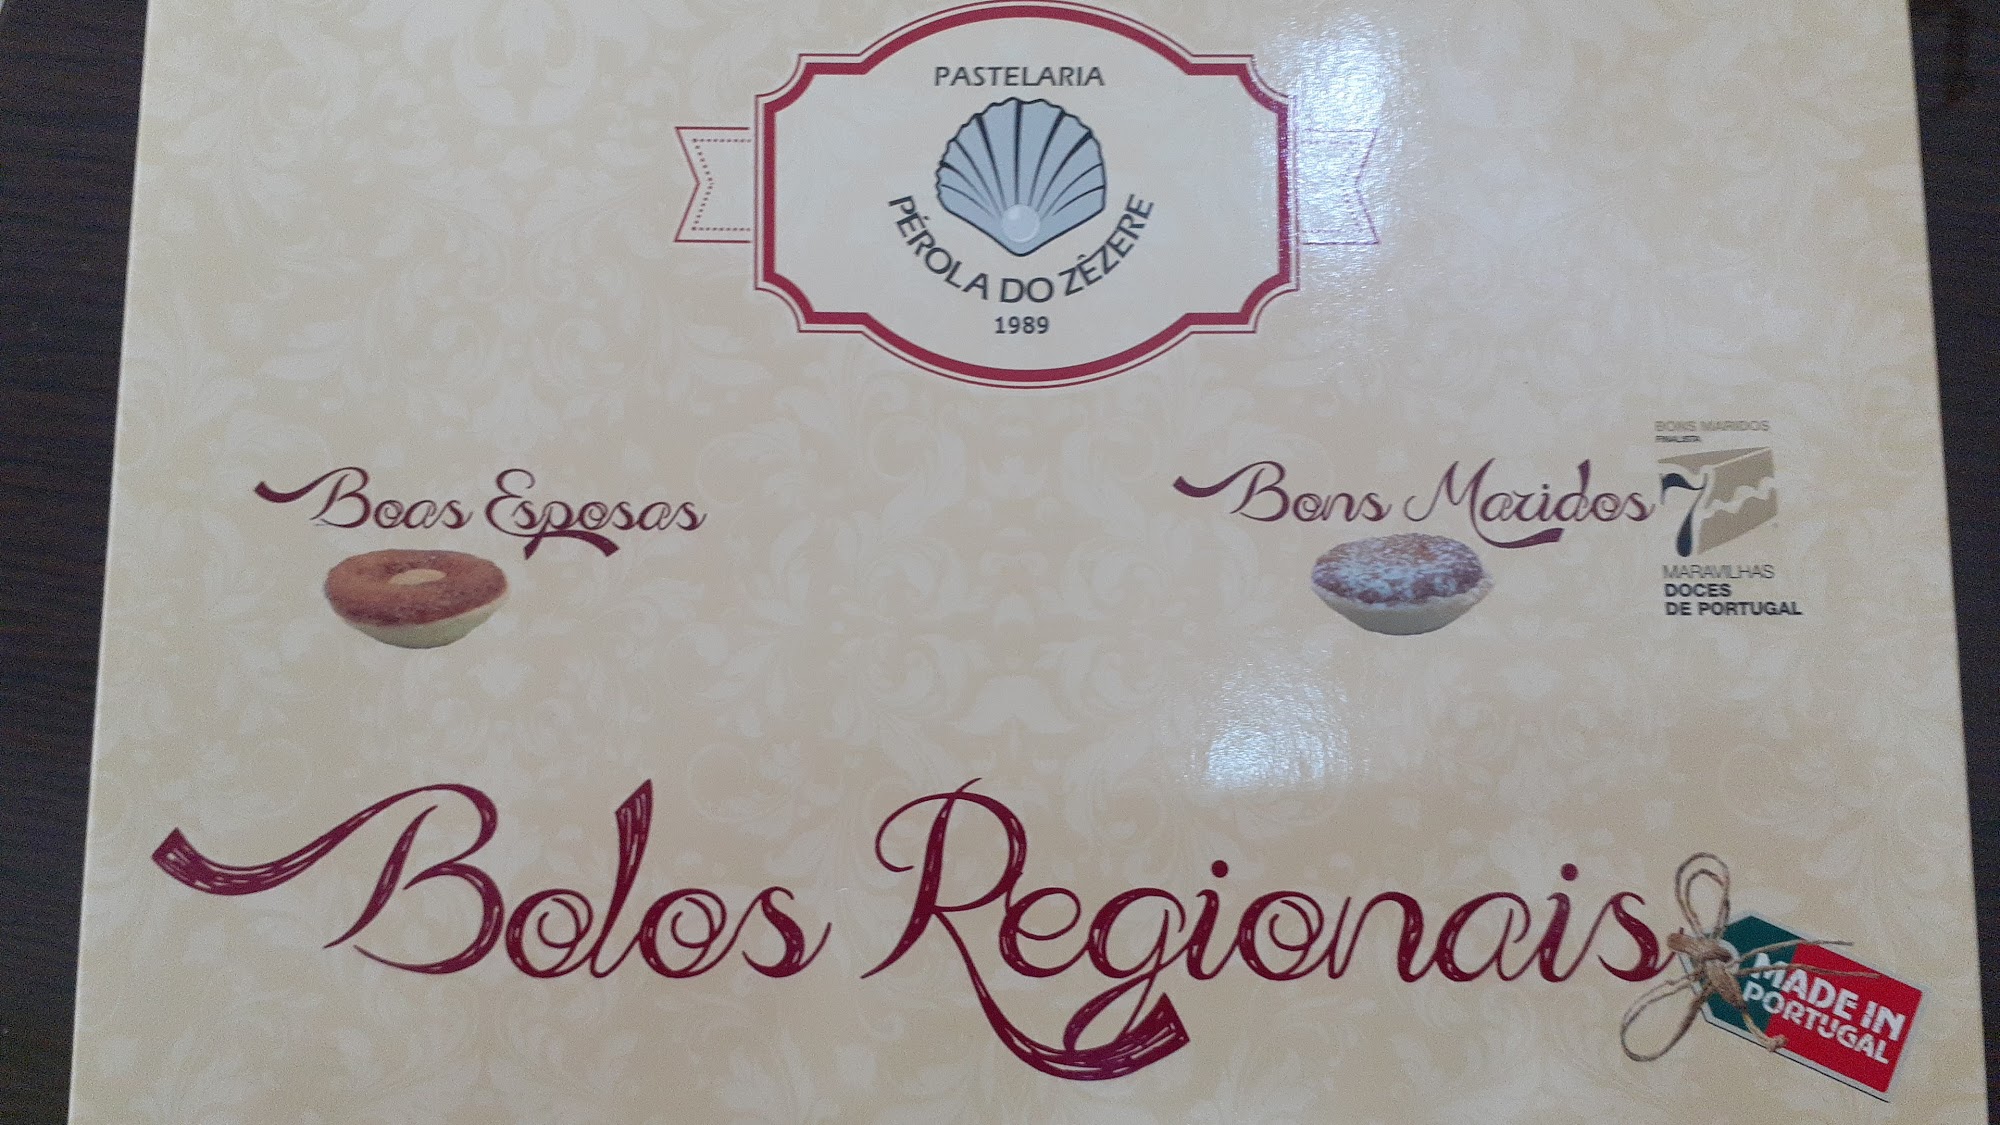 PASTELARIA
PÉROLA DO ZÊZERE
1989
Boas Esposas
Bons Maridos
BONS MARIDOS
FINALISTA
7
MARAVILHAS
DOCES
DE PORTUGAL
Bolos Regionais
MADE IN
PORTUGAL